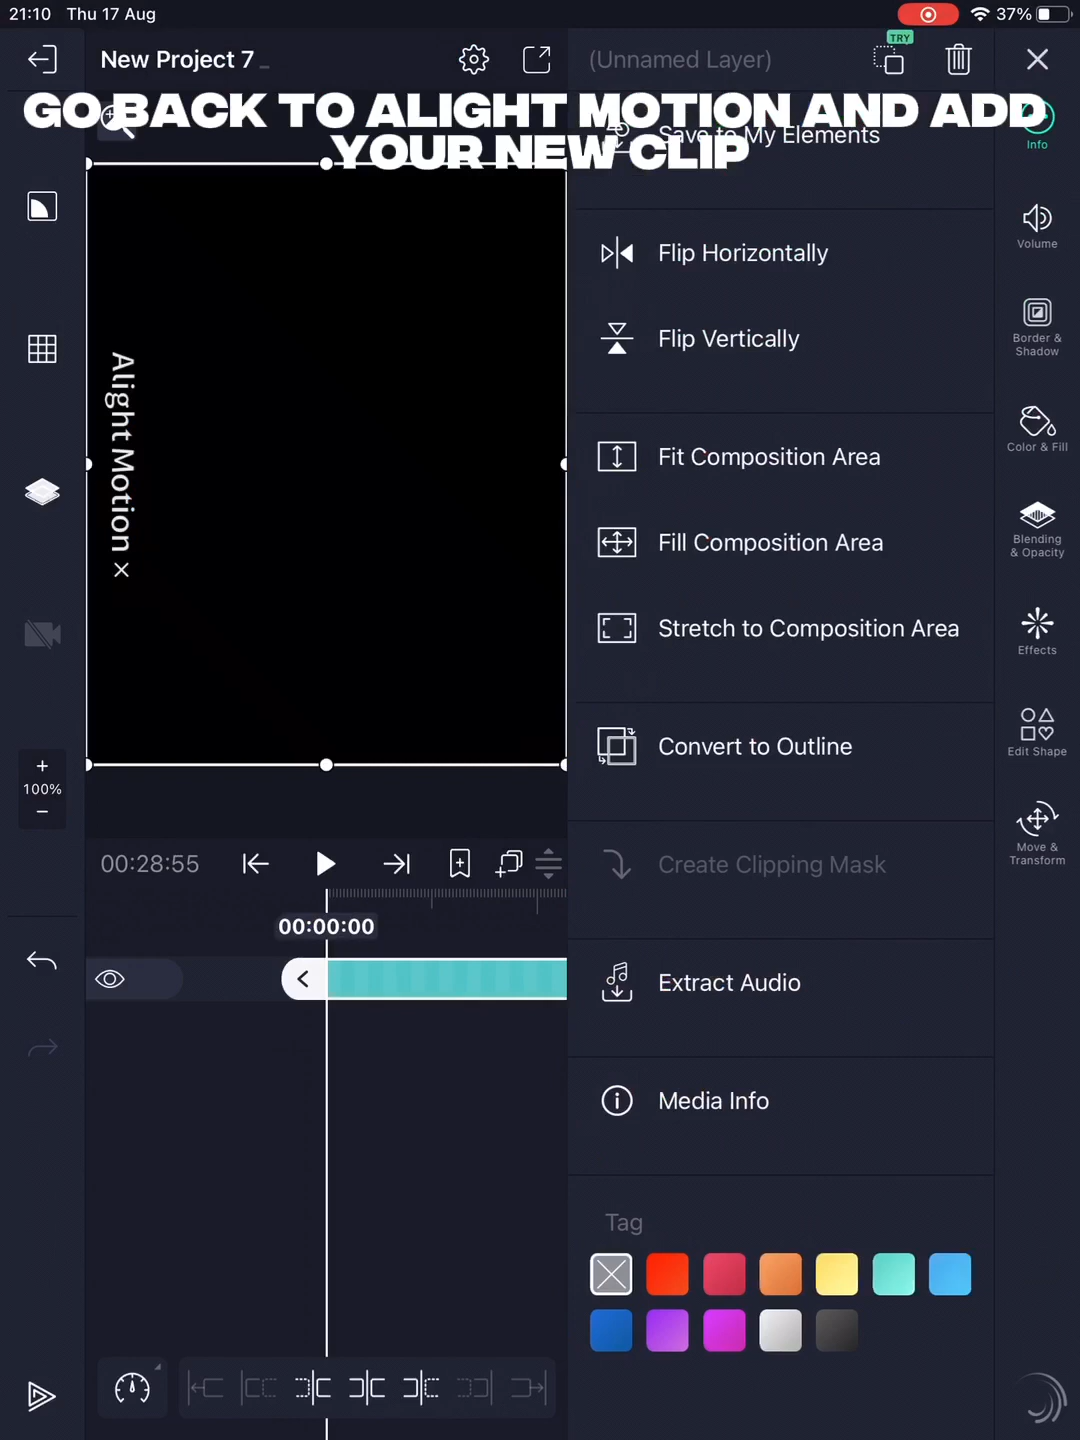 21:10 Thu 17 Aug
37%
New Project 7
(Unnamed Layer)
TRY
GO BACK TO ALIGHT MOTION AND ADD
YOUR NEW CLIP
Save to My Elements
Info
Flip Horizontally
Volume
Flip Vertically
Border &
Shadow
Alight Motion ×
Fit Composition Area
Color & Fill
Fill Composition Area
Blending
& Opacity
Stretch to Composition Area
Effects
Convert to Outline
Edit Shape
+
100%
−
00:28:55
Create Clipping Mask
Move &
Transform
00:00:00
Extract Audio
Media Info
Tag